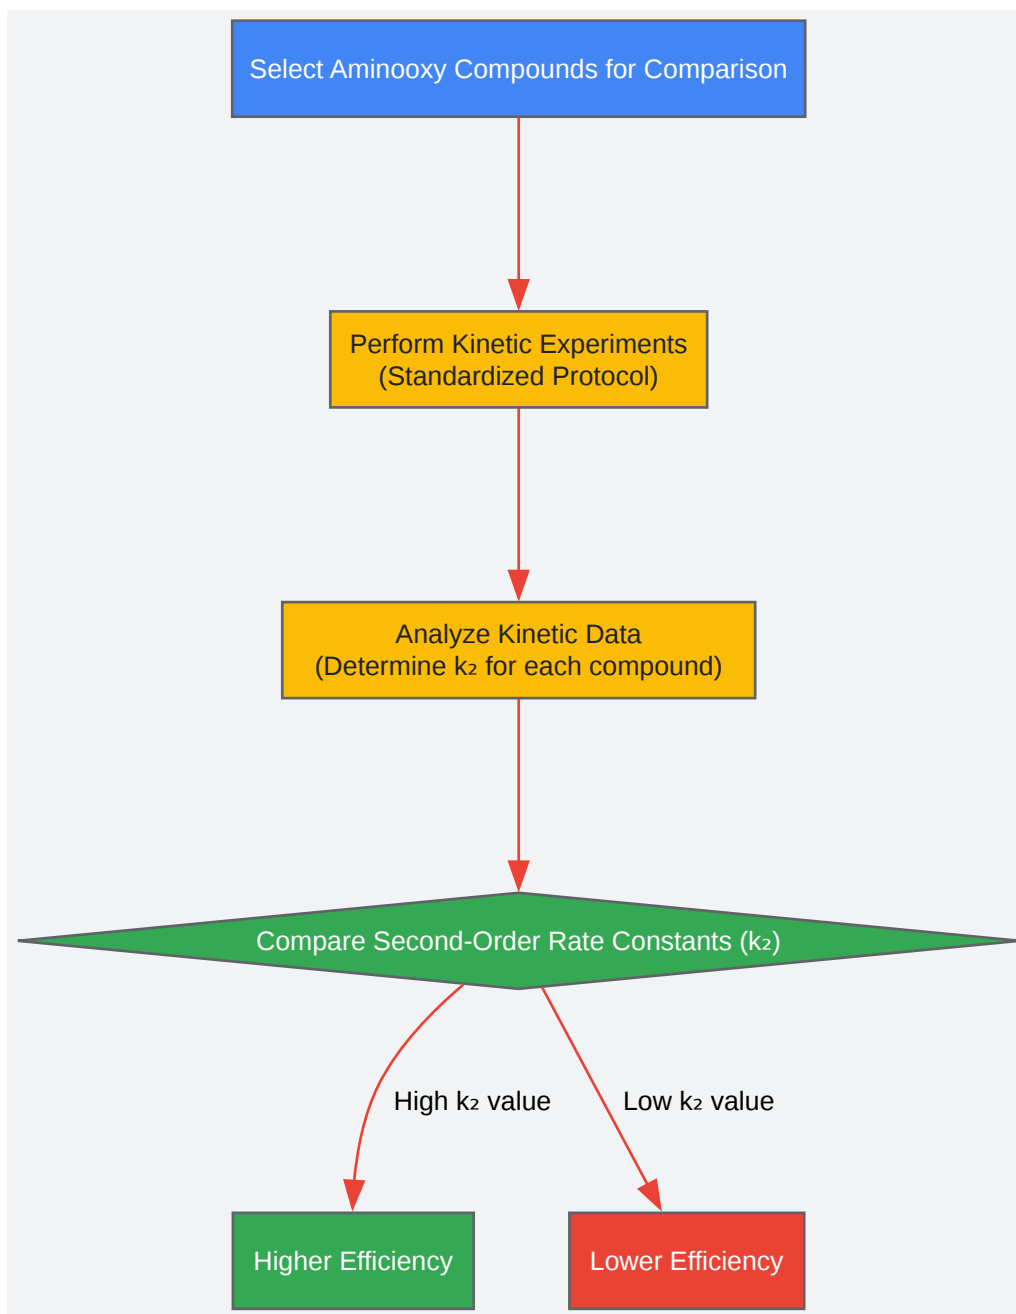 Select Aminooxy Compounds for Comparison
Perform Kinetic Experiments
(Standardized Protocol)
Analyze Kinetic Data
(Determine k₂ for each compound)
Compare Second-Order Rate Constants (k₂)
High k₂ value
Low k₂ value
Higher Efficiency
Lower Efficiency